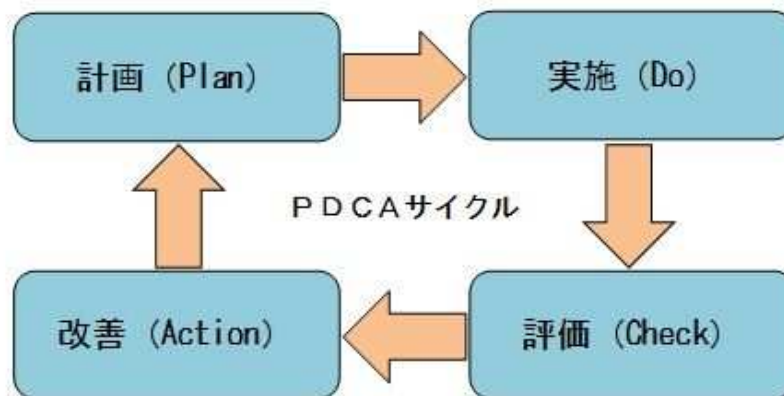 計画（Plan）
実施（Do）
ＰＤＣＡサイクル
改善（Action）
評価（Check）